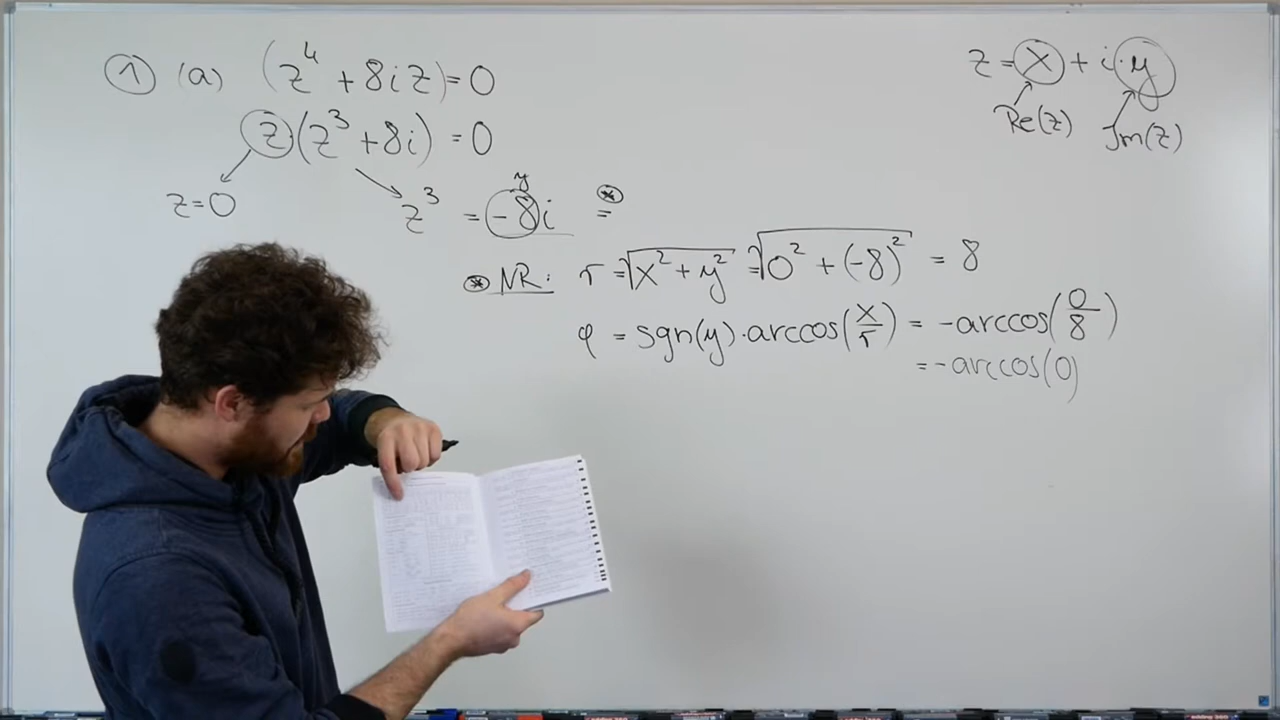 ① (a) (z⁴ + 8iz) = 0
z(z³ + 8i) = 0
z = 0
z³ = -8i =
y
⊛
z = x + i·y
Re(z) Im(z)
⊛ NR: r = √(x² + y²) = √(0² + (-8)²) = 8
φ = sgn(y)·arccos(x/r) = -arccos(0/8)
= -arccos(0)